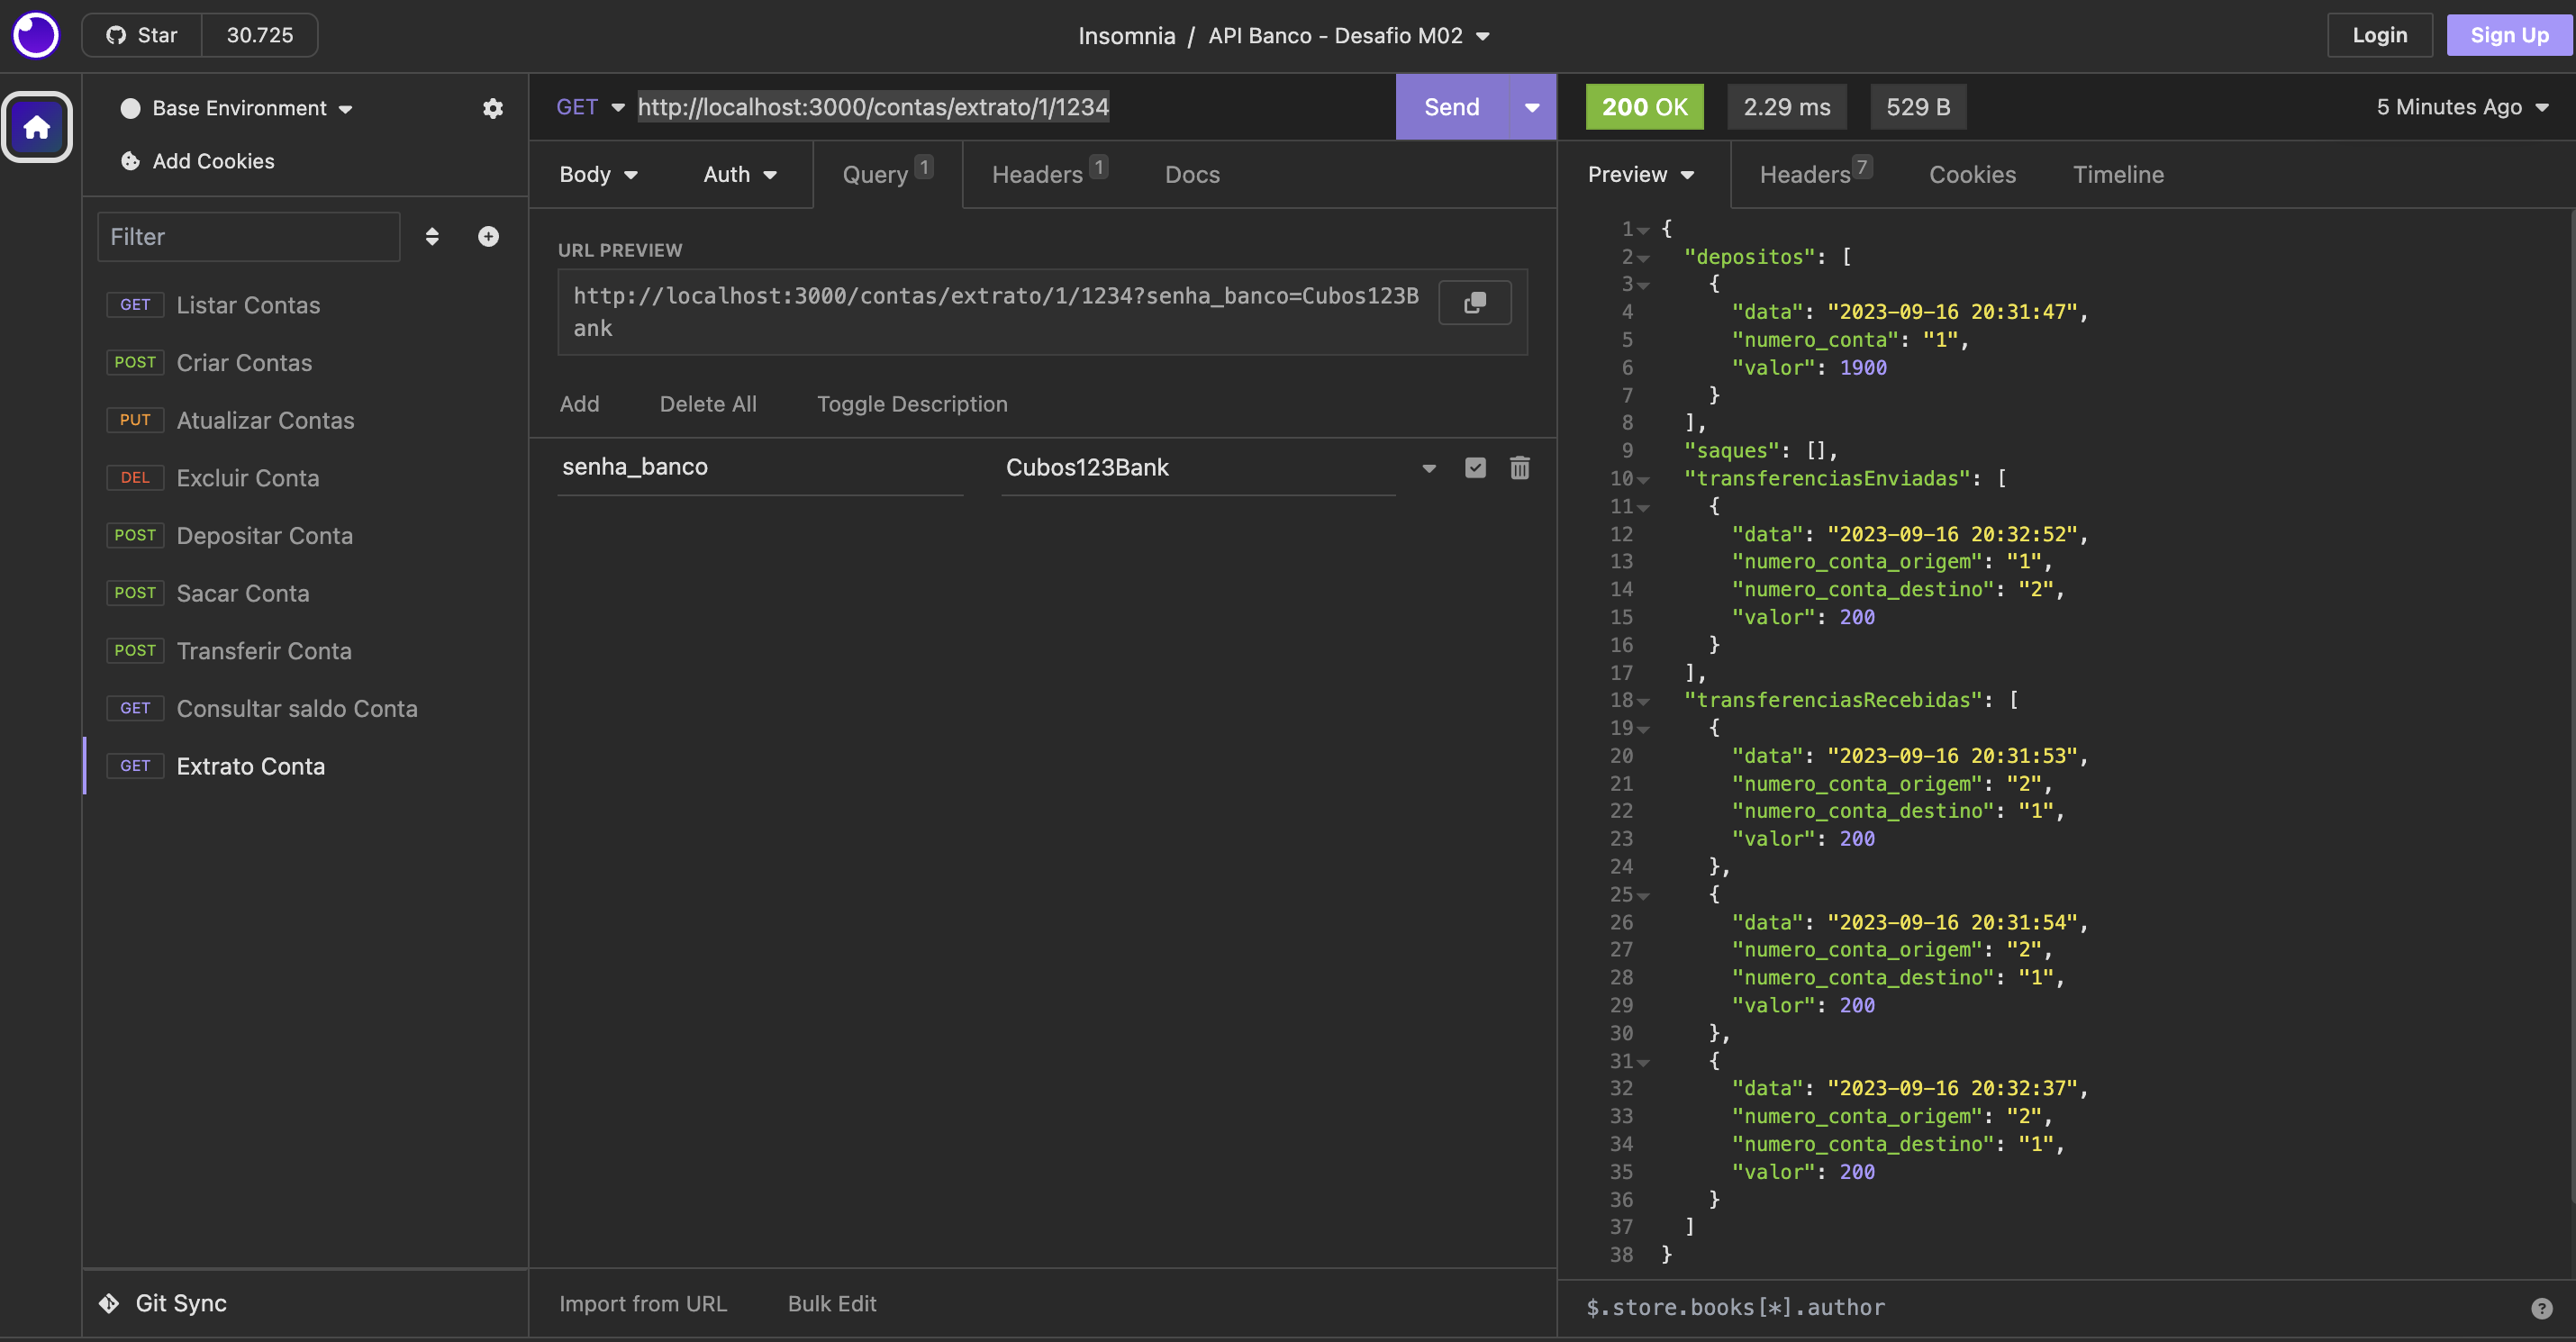 Star 30.725
Insomnia / API Banco - Desafio M02
Login Sign Up
Base Environment
Add Cookies
Filter
GET Listar Contas
POST Criar Contas
PUT Atualizar Contas
DEL Excluir Conta
POST Depositar Conta
POST Sacar Conta
POST Transferir Conta
GET Consultar saldo Conta
GET Extrato Conta
Git Sync
GET http://localhost:3000/contas/extrato/1/1234 Send
Body Auth Query 1 Headers 1 Docs
URL PREVIEW
http://localhost:3000/contas/extrato/1/1234?senha_banco=Cubos123B
ank
Add Delete All Toggle Description
senha_banco Cubos123Bank
Import from URL Bulk Edit
200 OK 2.29 ms 529 B 5 Minutes Ago
Preview Headers 7 Cookies Timeline
1 {
2 "depositos": [
3 {
4 "data": "2023-09-16 20:31:47",
5 "numero_conta": "1",
6 "valor": 1900
7 }
8 ],
9 "saques": [],
10 "transferenciasEnviadas": [
11 {
12 "data": "2023-09-16 20:32:52",
13 "numero_conta_origem": "1",
14 "numero_conta_destino": "2",
15 "valor": 200
16 }
17 ],
18 "transferenciasRecebidas": [
19 {
20 "data": "2023-09-16 20:31:53",
21 "numero_conta_origem": "2",
22 "numero_conta_destino": "1",
23 "valor": 200
24 },
25 {
26 "data": "2023-09-16 20:31:54",
27 "numero_conta_origem": "2",
28 "numero_conta_destino": "1",
29 "valor": 200
30 },
31 {
32 "data": "2023-09-16 20:32:37",
33 "numero_conta_origem": "2",
34 "numero_conta_destino": "1",
35 "valor": 200
36 }
37 ]
38 }
$.store.books[*].author ?